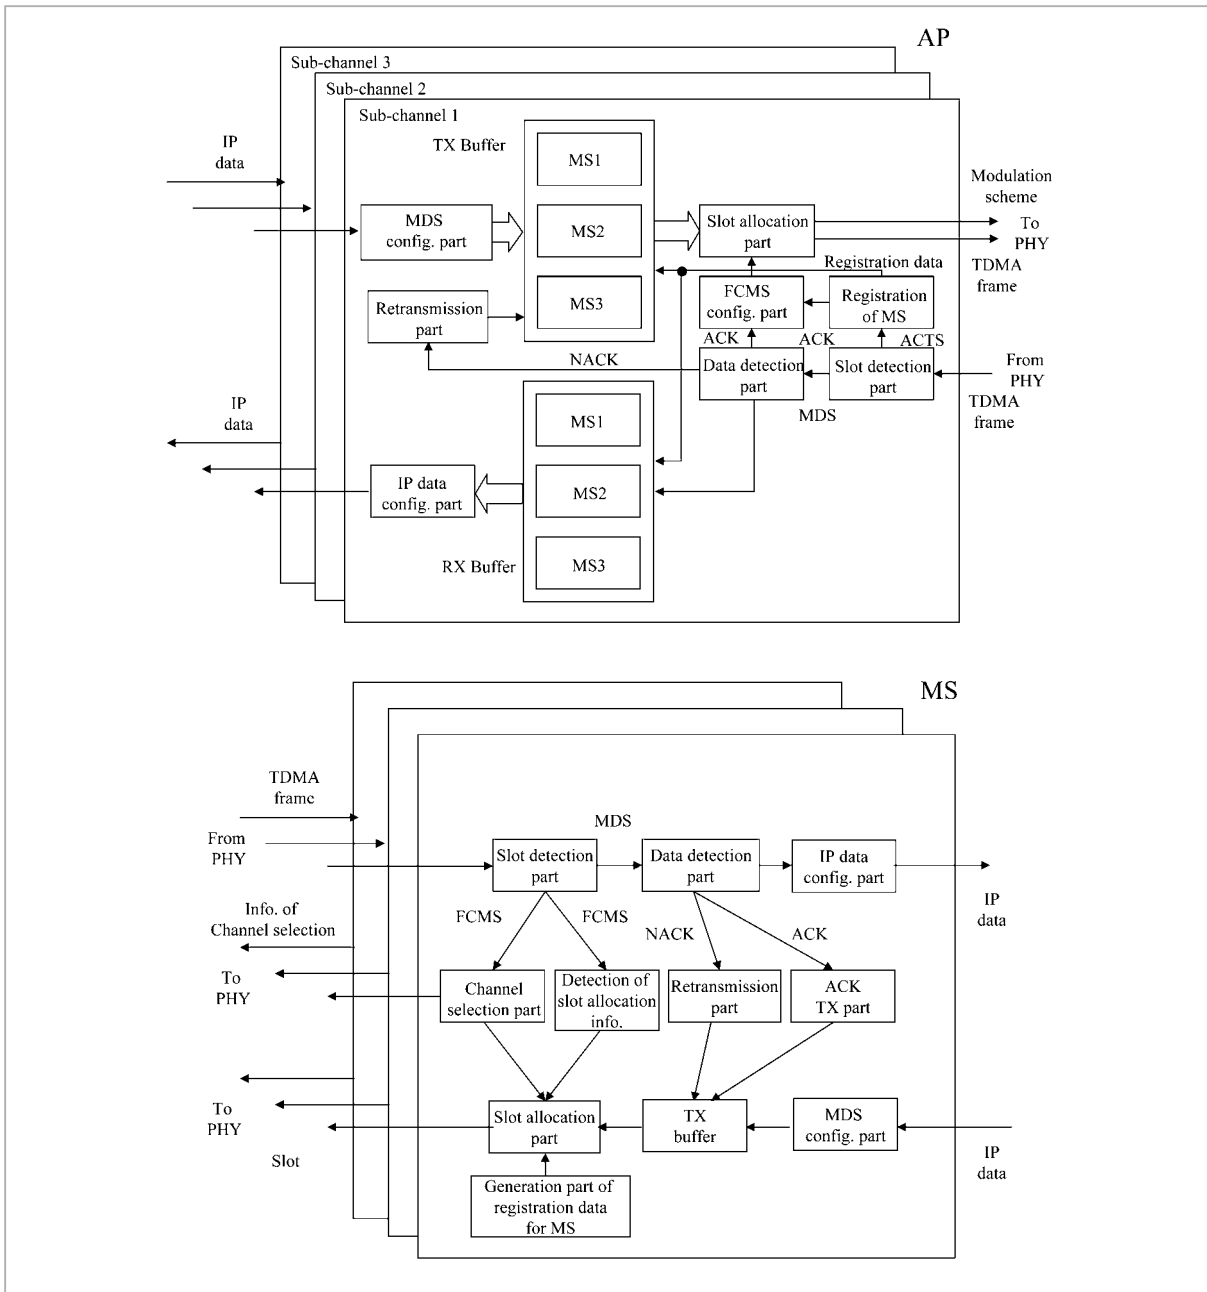 AP
Sub-channel 3
Sub-channel 2
Sub-channel 1
TX Buffer
MS1
IP
data
Modulation
scheme
MDS
config. part
MS2
Slot allocation
part
To
PHY
Registration data
TDMA
frame
Retransmission
part
MS3
FCMS
config. part
Registration
of MS
ACK
ACK
ACTS
NACK
Data detection
part
Slot detection
part
From
PHY
MDS
TDMA
frame
IP
data
MS1
IP data
config. part
MS2
RX Buffer
MS3
MS
TDMA
frame
From
PHY
MDS
Slot detection
part
Data detection
part
IP data
config. part
IP
data
Info. of
Channel selection
FCMS
FCMS
NACK
ACK
To
PHY
Channel
selection part
Detection of
slot allocation
info.
Retransmission
part
ACK
TX part
To
PHY
Slot allocation
part
TX
buffer
MDS
config. part
Slot
IP
data
Generation part of
registration data
for MS